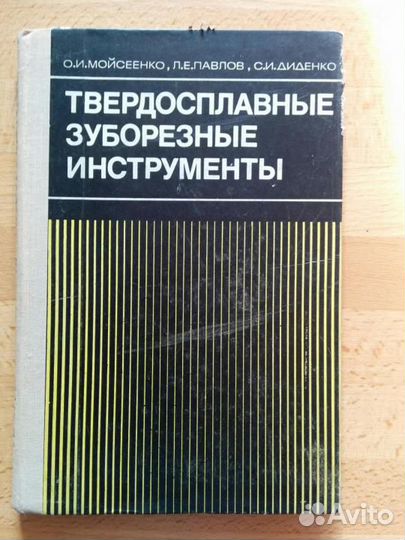 О.И.МОЙСЕЕНКО, Л.Е.ПАВЛОВ, С.И.ДИДЕНКО
ТВЕРДОСПЛАВНЫЕ
ЗУБОРЕЗНЫЕ
ИНСТРУМЕНТЫ
Avito